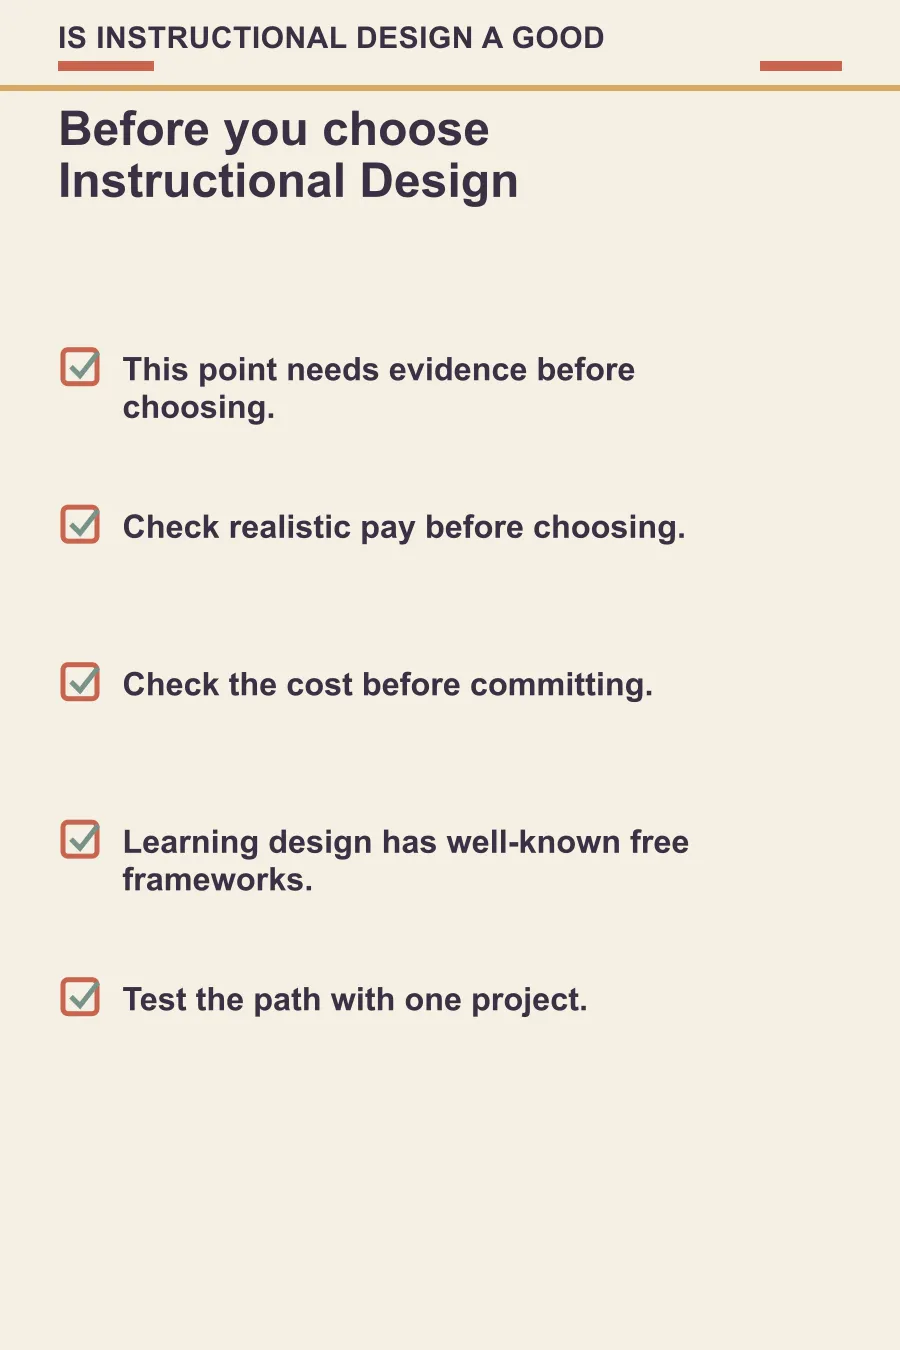 IS INSTRUCTIONAL DESIGN A GOOD
Before you choose
Instructional Design
This point needs evidence before
choosing.
Check realistic pay before choosing.
Check the cost before committing.
Learning design has well-known free
frameworks.
Test the path with one project.